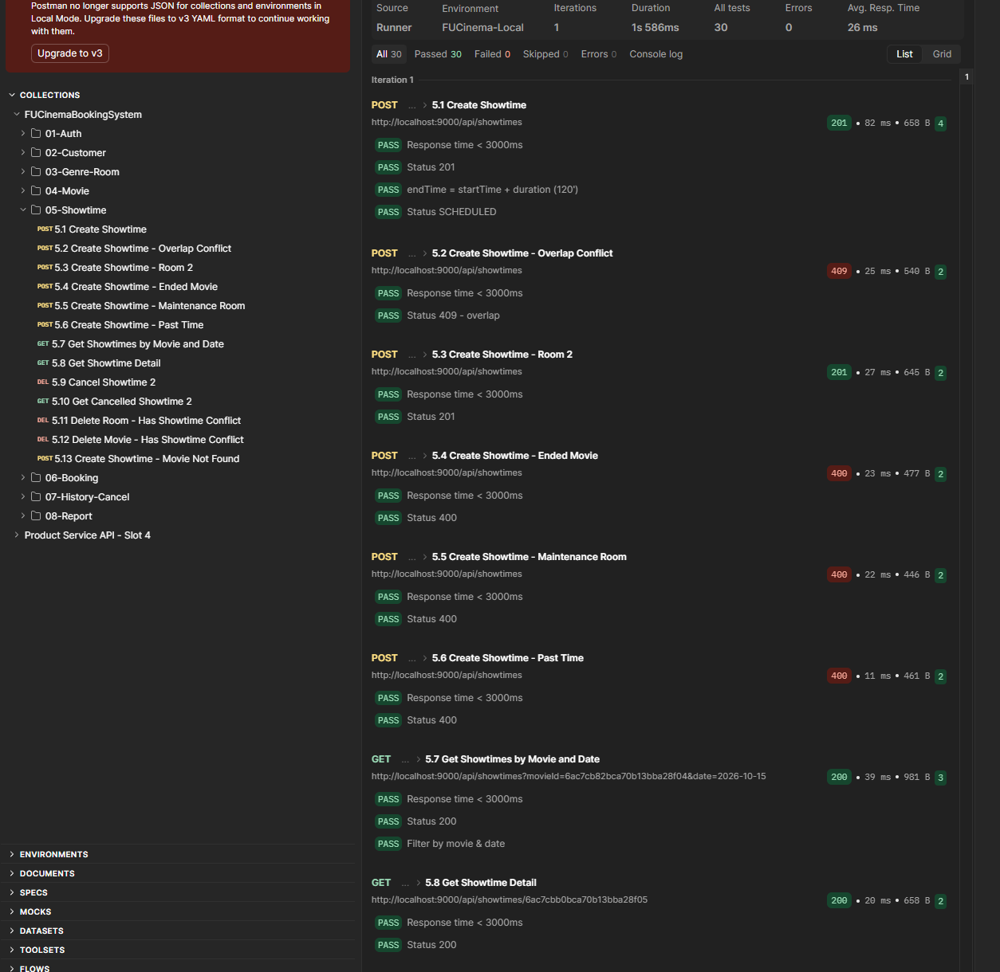 Postman no longer supports JSON for collections and environments in
Local Mode. Upgrade these files to v3 YAML format to continue working
with them.
Upgrade to v3
COLLECTIONS
FUCinemaBookingSystem
01-Auth
02-Customer
03-Genre-Room
04-Movie
05-Showtime
POST 5.1 Create Showtime
POST 5.2 Create Showtime - Overlap Conflict
POST 5.3 Create Showtime - Room 2
POST 5.4 Create Showtime - Ended Movie
POST 5.5 Create Showtime - Maintenance Room
POST 5.6 Create Showtime - Past Time
GET 5.7 Get Showtimes by Movie and Date
GET 5.8 Get Showtime Detail
DEL 5.9 Cancel Showtime 2
GET 5.10 Get Cancelled Showtime 2
DEL 5.11 Delete Room - Has Showtime Conflict
DEL 5.12 Delete Movie - Has Showtime Conflict
POST 5.13 Create Showtime - Movie Not Found
06-Booking
07-History-Cancel
08-Report
Product Service API - Slot 4
ENVIRONMENTS
DOCUMENTS
SPECS
MOCKS
DATASETS
TOOLSETS
FLOWS
Source Environment Iterations Duration All tests Errors Avg. Resp. Time
Runner FUCinema-Local 1 1s 586ms 30 0 26 ms
All 30 Passed 30 Failed 0 Skipped 0 Errors 0 Console log List Grid
Iteration 1
1
POST ... > 5.1 Create Showtime
http://localhost:9000/api/showtimes 201 • 82 ms • 658 B 4
PASS Response time < 3000ms
PASS Status 201
PASS endTime = startTime + duration (120')
PASS Status SCHEDULED
POST ... > 5.2 Create Showtime - Overlap Conflict
http://localhost:9000/api/showtimes 409 • 25 ms • 540 B 2
PASS Response time < 3000ms
PASS Status 409 - overlap
POST ... > 5.3 Create Showtime - Room 2
http://localhost:9000/api/showtimes 201 • 27 ms • 645 B 2
PASS Response time < 3000ms
PASS Status 201
POST ... > 5.4 Create Showtime - Ended Movie
http://localhost:9000/api/showtimes 400 • 23 ms • 477 B 2
PASS Response time < 3000ms
PASS Status 400
POST ... > 5.5 Create Showtime - Maintenance Room
http://localhost:9000/api/showtimes 400 • 22 ms • 446 B 2
PASS Response time < 3000ms
PASS Status 400
POST ... > 5.6 Create Showtime - Past Time
http://localhost:9000/api/showtimes 400 • 11 ms • 461 B 2
PASS Response time < 3000ms
PASS Status 400
GET ... > 5.7 Get Showtimes by Movie and Date
http://localhost:9000/api/showtimes?movieId=6ac7cb82bca70b13bba28f04&date=2026-10-15 200 • 39 ms • 981 B 3
PASS Response time < 3000ms
PASS Status 200
PASS Filter by movie & date
GET ... > 5.8 Get Showtime Detail
http://localhost:9000/api/showtimes/6ac7cbb0bca70b13bba28f05 200 • 20 ms • 658 B 2
PASS Response time < 3000ms
PASS Status 200